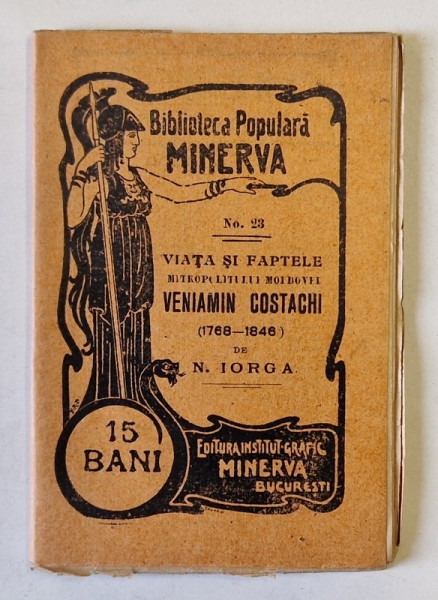 Biblioteca Populară
MINERVA
No. 23
VIAȚA ȘI FAPTELE
MITROPOLITULUI MOLDOVEI
VENIAMIN COSTACHI
(1768—1846)
DE
N. IORGA
15
BANI
EDITURA INSTITUT-GRAFIC
MINERVA
BUCUREȘTI